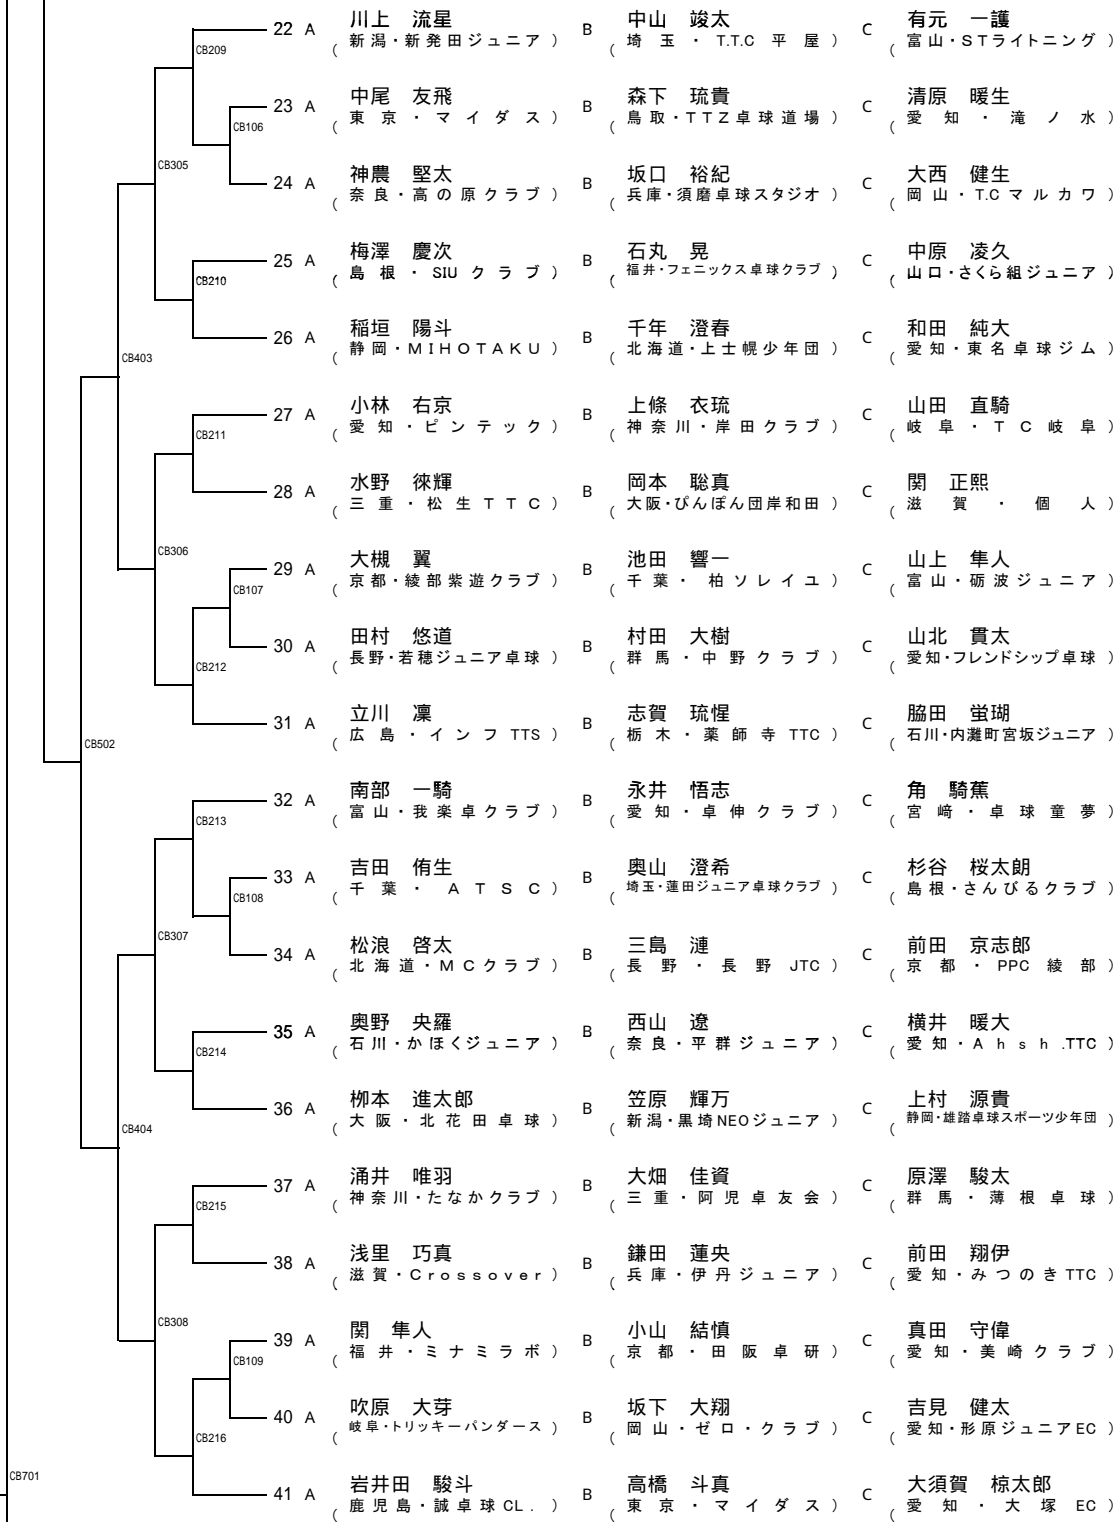 22 A 川上 流星 B 中山 竣太 C 有元 一護
(新潟・新発田ジュニア) (埼玉・T.T.C平屋) (富山・STライトニング)
CB209
23 A 中尾 友飛 B 森下 琉貴 C 清原 暖生
(東京・マイダス) (鳥取・TTZ卓球道場) (愛知・滝ノ水)
CB106
CB305
24 A 神農 堅太 B 坂口 裕紀 C 大西 健生
(奈良・高の原クラブ) (兵庫・須磨卓球スタジオ) (岡山・T.Cマルカワ)
25 A 梅澤 慶次 B 石丸 晃 C 中原 凌久
(島根・SIUクラブ) (福井・フェニックス卓球クラブ) (山口・さくら組ジュニア)
CB210
26 A 稲垣 陽斗 B 千年 澄春 C 和田 純大
(静岡・MIHOTAKU) (北海道・上士幌少年団) (愛知・東名卓球ジム)
CB403
27 A 小林 右京 B 上條 衣琉 C 山田 直騎
(愛知・ピンテック) (神奈川・岸田クラブ) (岐阜・TC岐阜)
CB211
28 A 水野 徠輝 B 岡本 聡真 C 関 正熙
(三重・松生TTC) (大阪・ぴんぽん団岸和田) (滋賀・個人)
CB306
29 A 大槻 翼 B 池田 響一 C 山上 隼人
(京都・綾部紫遊クラブ) (千葉・柏ソレイユ) (富山・砺波ジュニア)
CB107
30 A 田村 悠道 B 村田 大樹 C 山北 貫太
(長野・若穂ジュニア卓球) (群馬・中野クラブ) (愛知・フレンドシップ卓球)
CB212
31 A 立川 凜 B 志賀 琉惺 C 脇田 蛍瑚
(広島・インフTTS) (栃木・薬師寺TTC) (石川・内灘町宮坂ジュニア)
CB502
32 A 南部 一騎 B 永井 悟志 C 角 騎蕉
(富山・我楽卓クラブ) (愛知・卓伸クラブ) (宮崎・卓球童夢)
CB213
33 A 吉田 侑生 B 奥山 澄希 C 杉谷 桜太朗
(千葉・ATSC) (埼玉・蓮田ジュニア卓球クラブ) (島根・さんびるクラブ)
CB108
CB307
34 A 松浪 啓太 B 三島 漣 C 前田 京志郎
(北海道・MCクラブ) (長野・長野JTC) (京都・PPC綾部)
35 A 奥野 央羅 B 西山 遼 C 横井 暖大
(石川・かほくジュニア) (奈良・平群ジュニア) (愛知・Ahsh.TTC)
CB214
36 A 栁本 進太郎 B 笠原 輝万 C 上村 源貴
(大阪・北花田卓球) (新潟・黒埼NEOジュニア) (静岡・雄踏卓球スポーツ少年団)
CB404
37 A 涌井 唯羽 B 大畑 佳資 C 原澤 駿太
(神奈川・たなかクラブ) (三重・阿児卓友会) (群馬・薄根卓球)
CB215
38 A 浅里 巧真 B 鎌田 蓮央 C 前田 翔伊
(滋賀・Crossover) (兵庫・伊丹ジュニア) (愛知・みつのきTTC)
CB308
39 A 関 隼人 B 小山 結慎 C 真田 守偉
(福井・ミナミラボ) (京都・田阪卓研) (愛知・美崎クラブ)
CB109
40 A 吹原 大芽 B 坂下 大翔 C 吉見 健太
(岐阜・トリッキーパンダース) (岡山・ゼロ・クラブ) (愛知・形原ジュニアEC)
CB216
CB701
41 A 岩井田 駿斗 B 高橋 斗真 C 大須賀 椋太郎
(鹿児島・誠卓球CL.) (東京・マイダス) (愛知・大塚EC)